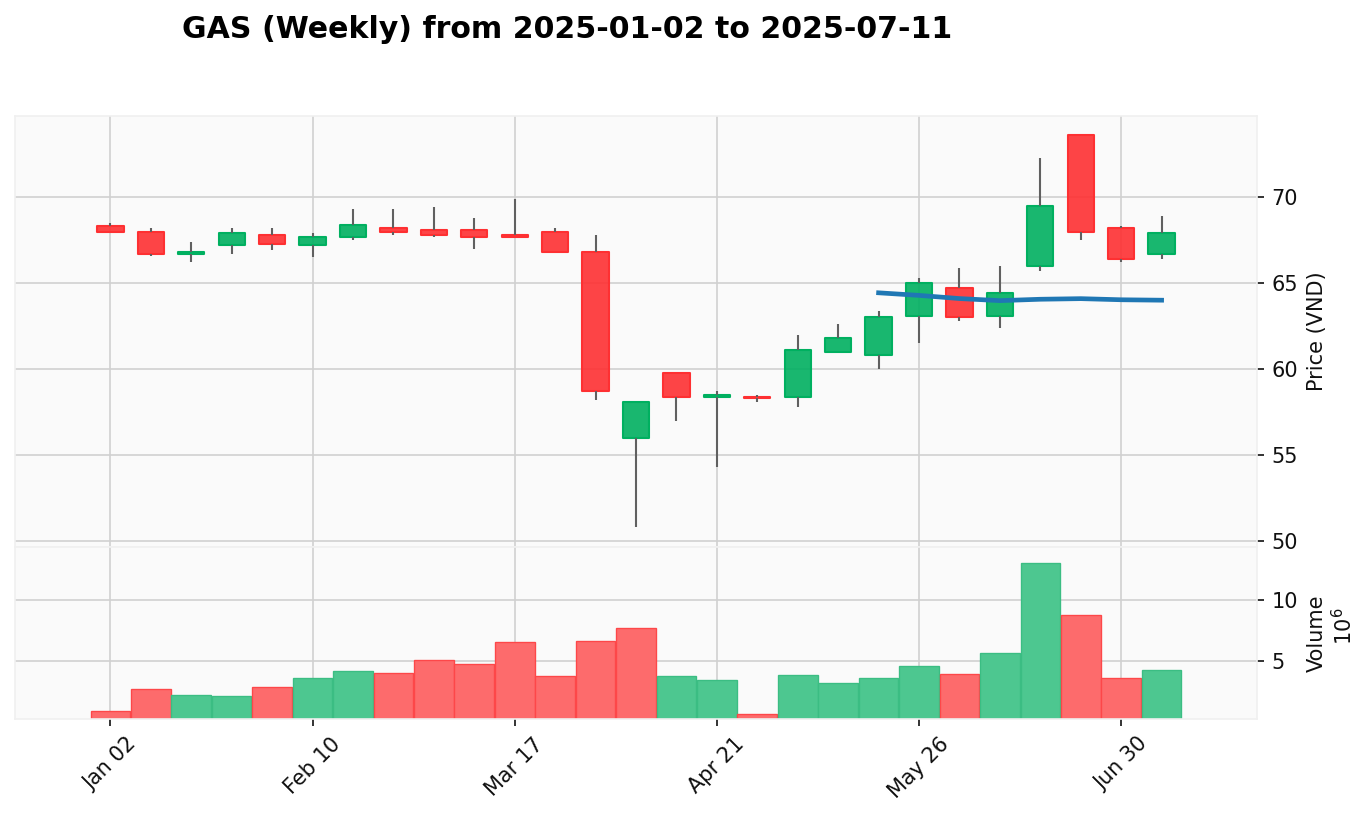 GAS (Weekly) from 2025-01-02 to 2025-07-11
70
65
60
55
50
Price (VND)
10
5
Volume
10⁶
Jan 02
Feb 10
Mar 17
Apr 21
May 26
Jun 30